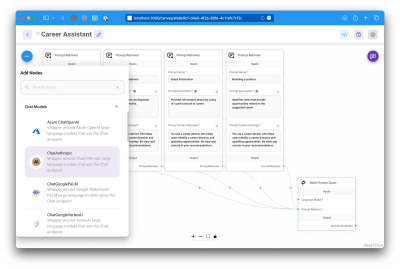 localhost:3000/canvas/
* Career Assistant
Add Nodes
Search nodes
Chat Models
Azure ChatOpenAI
Wrapper around Azure OpenAI large
language models that use the Chat
endpoint
ChatAnthropic
Wrapper around ChatAnthropic large
language models that use the Chat
endpoint
ChatGooglePaLM
Wrapper around Google MakerSuite
PaLM large language models using the
Chat endpoint
ChatGoogleVertexAI
Wrapper around VertexAI large
language models that use the Chat
endpoint
Prompt Retriever
Inputs
Prompt Retriever
Inputs
Prompt Name *
Salary Information
Prompt Description *
Provides information about the salary
of a particular job or career.
Prompt System Message *
You are a career advisor who helps
users identify a career direction and
upskilling opportunities. Be clear and
concise in your recommendations.
Output
PromptRetriever
Prompt Retriever
Inputs
Prompt Name *
Matching Locations
Prompt Description *
Identifies cities that provide
opportunities related to the
suggested career.
Prompt System Message *
You are a career advisor who helps
users identify a career direction and
upskilling opportunities. Be clear and
concise in your recommendations.
Output
PromptRetriever
Prompt Retriever
Inputs
Multi Prompt Chain
Inputs
Language Model *
Prompt Retriever *
Output
MultiPromptChain
React Flow